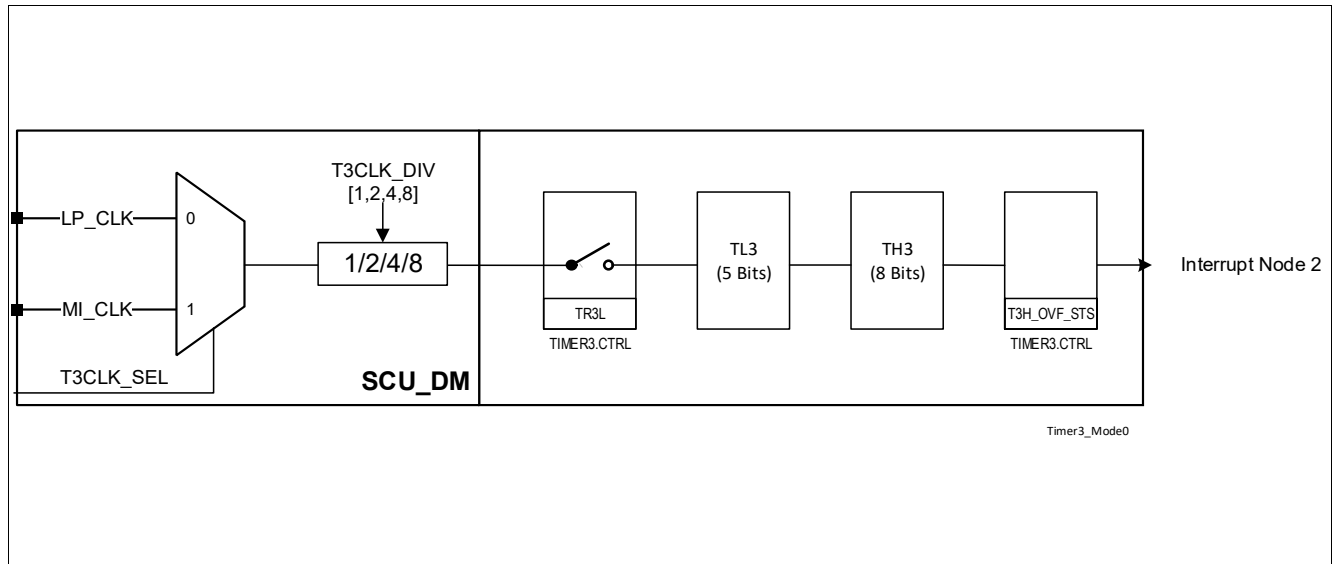 T3CLK_DIV
[1,2,4,8]
LP_CLK
0
1/2/4/8
MI_CLK
1
T3CLK_SEL
SCU_DM
TR3L
TIMER3.CTRL
TL3
(5 Bits)
TH3
(8 Bits)
T3H_OVF_STS
TIMER3.CTRL
Interrupt Node 2
Timer3_Mode0